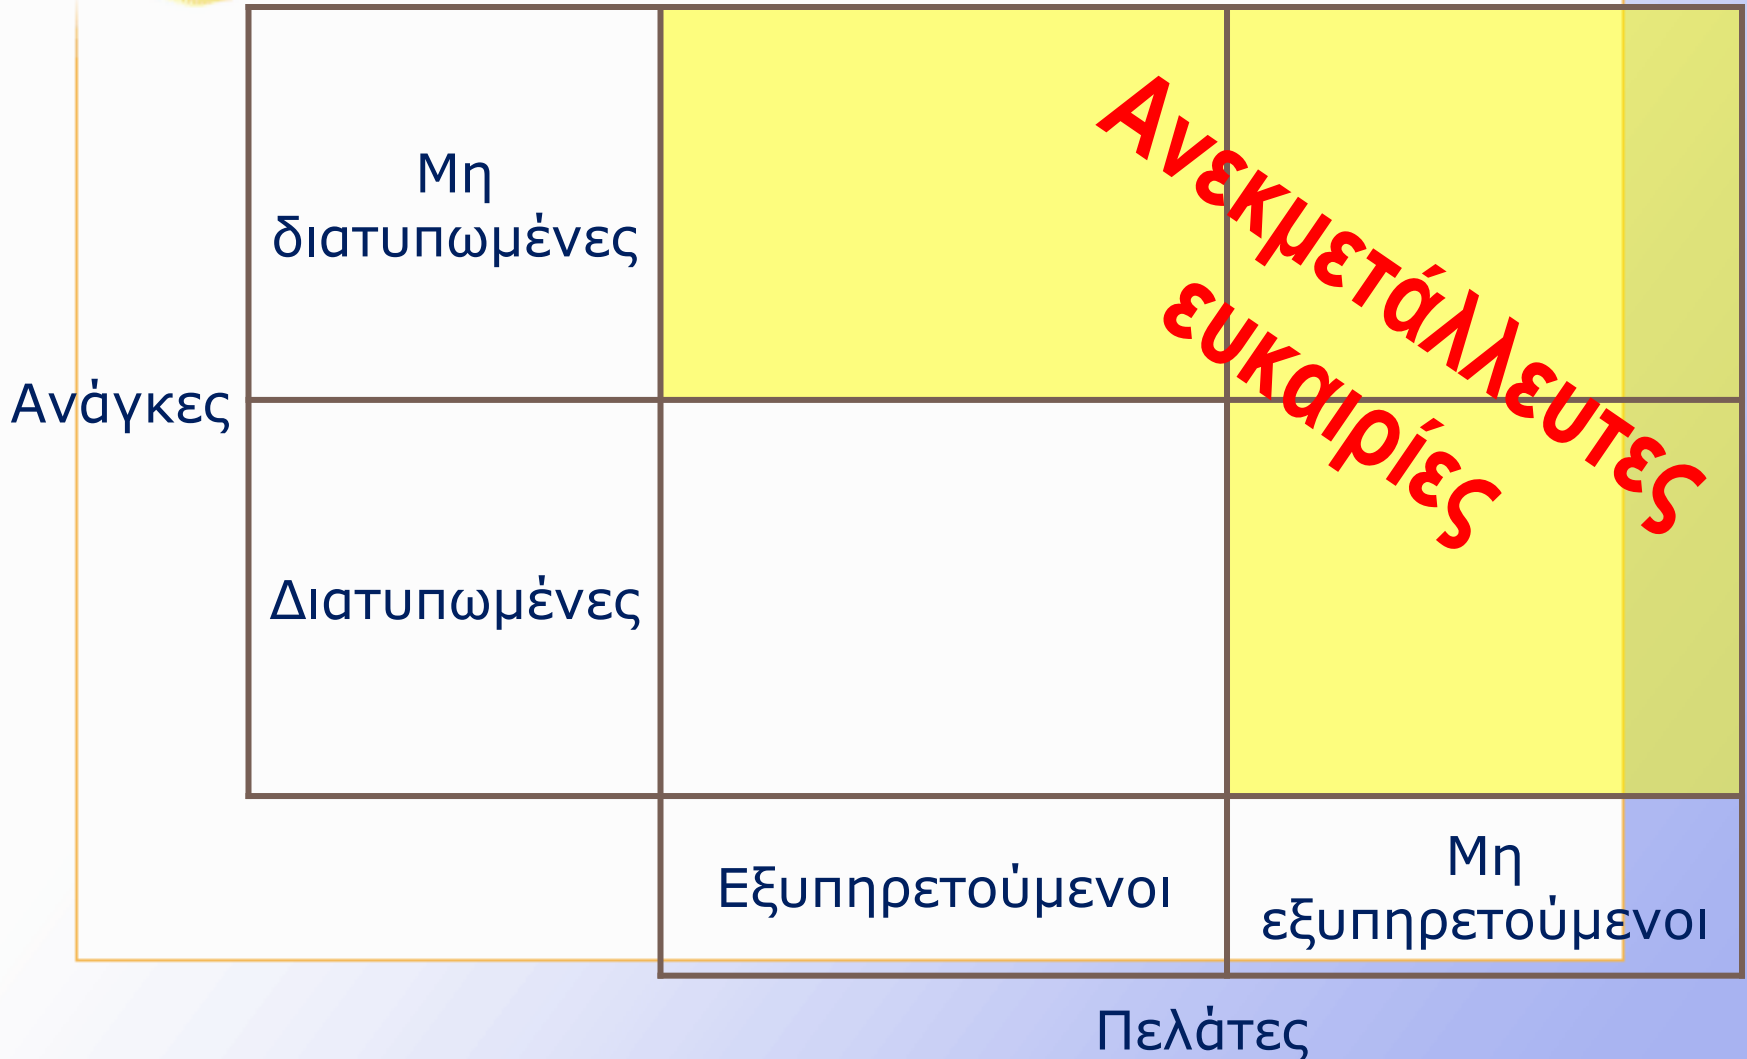 Μη
διατυπωμένες
Ανεκμετάλλευτες
ευκαιρίες
Ανάγκες
Διατυπωμένες
Εξυπηρετούμενοι
Μη
εξυπηρετούμενοι
Πελάτες